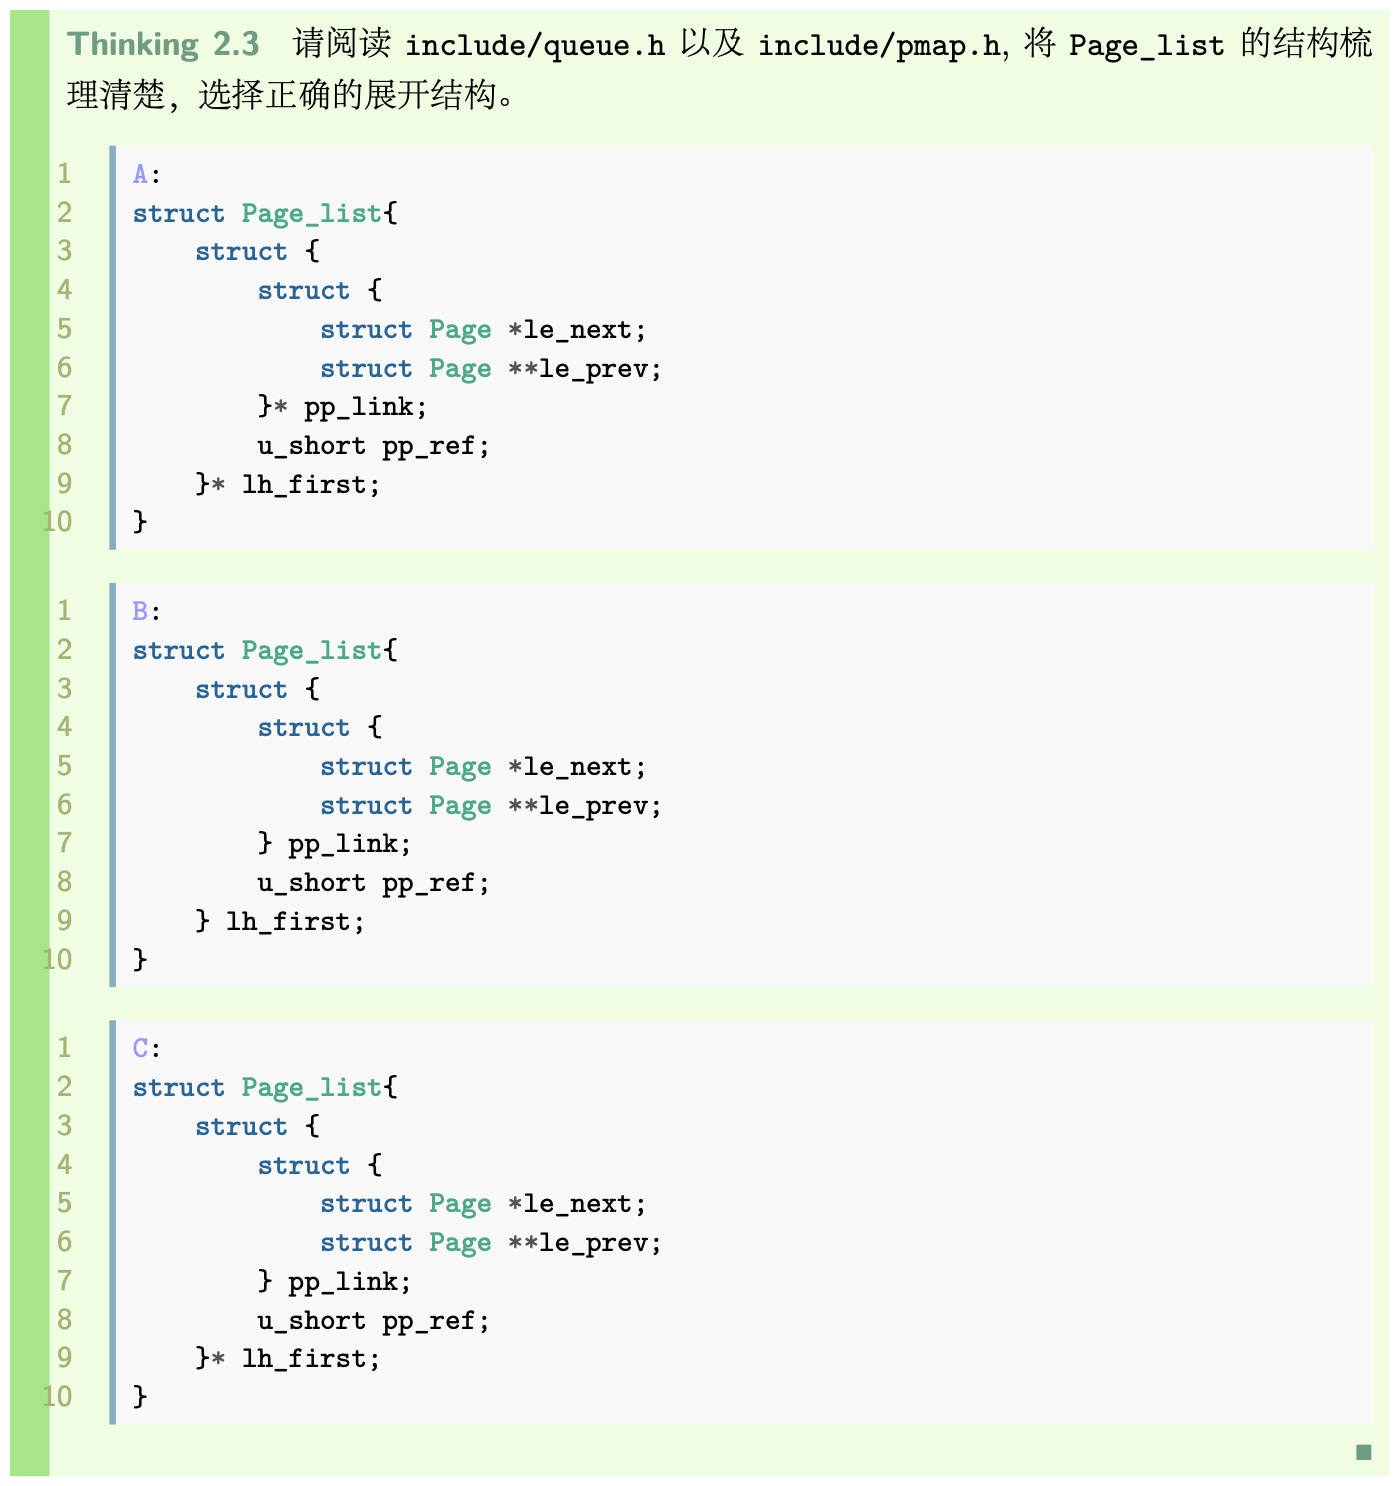 Thinking 2.3 请阅读 include/queue.h 以及 include/pmap.h, 将 Page_list 的结构梳
理清楚，选择正确的展开结构。
1 A:
2 struct Page_list{
3     struct {
4         struct {
5             struct Page *le_next;
6             struct Page **le_prev;
7         }* pp_link;
8         u_short pp_ref;
9     }* lh_first;
10 }
1 B:
2 struct Page_list{
3     struct {
4         struct {
5             struct Page *le_next;
6             struct Page **le_prev;
7         } pp_link;
8         u_short pp_ref;
9     } lh_first;
10 }
1 C:
2 struct Page_list{
3     struct {
4         struct {
5             struct Page *le_next;
6             struct Page **le_prev;
7         } pp_link;
8         u_short pp_ref;
9     }* lh_first;
10 }